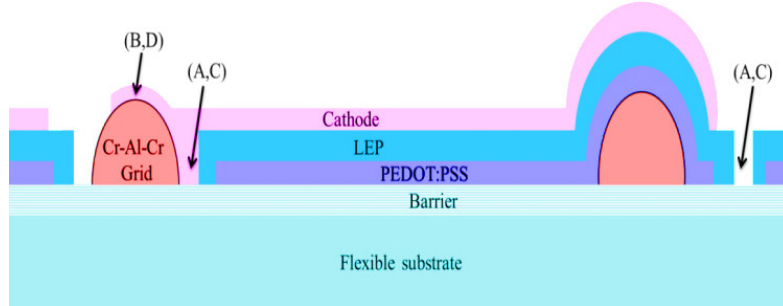 (B,D)
(A,C)
(A,C)
Cathode
Cr-Al-Cr
Grid
LEP
PEDOT:PSS
Barrier
Flexible substrate